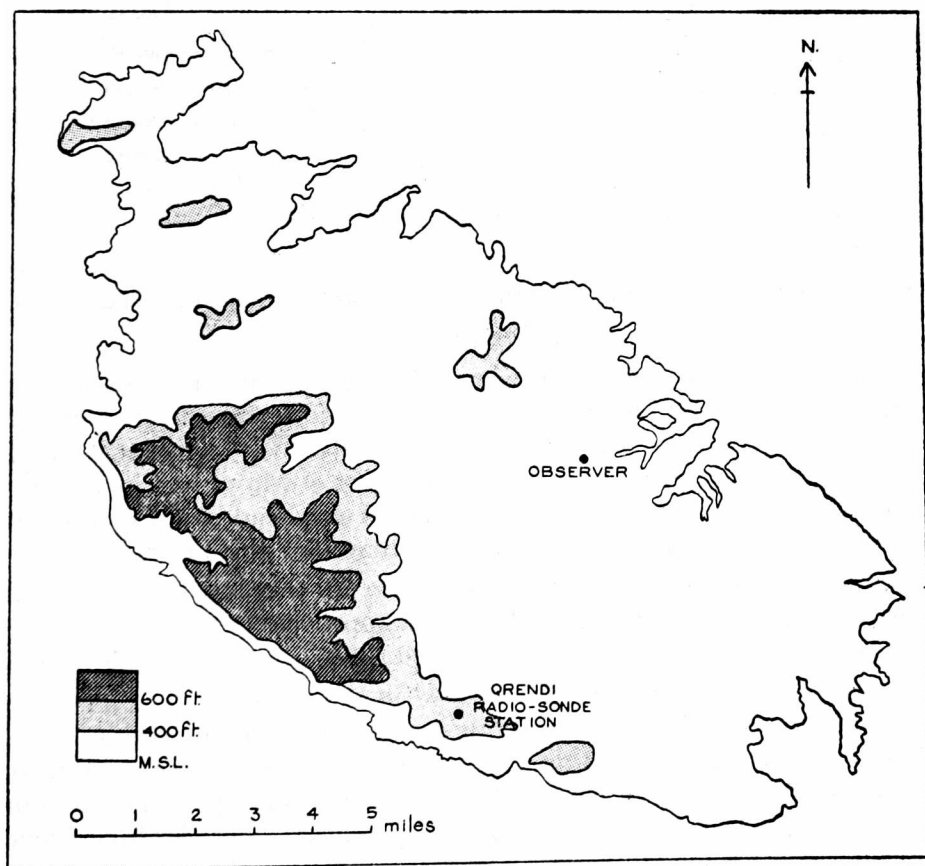 N.
OBSERVER
QRENDI
RADIO-SONDE
STATION
600 ft.
400 ft.
M.S.L.
0 1 2 3 4 5 miles